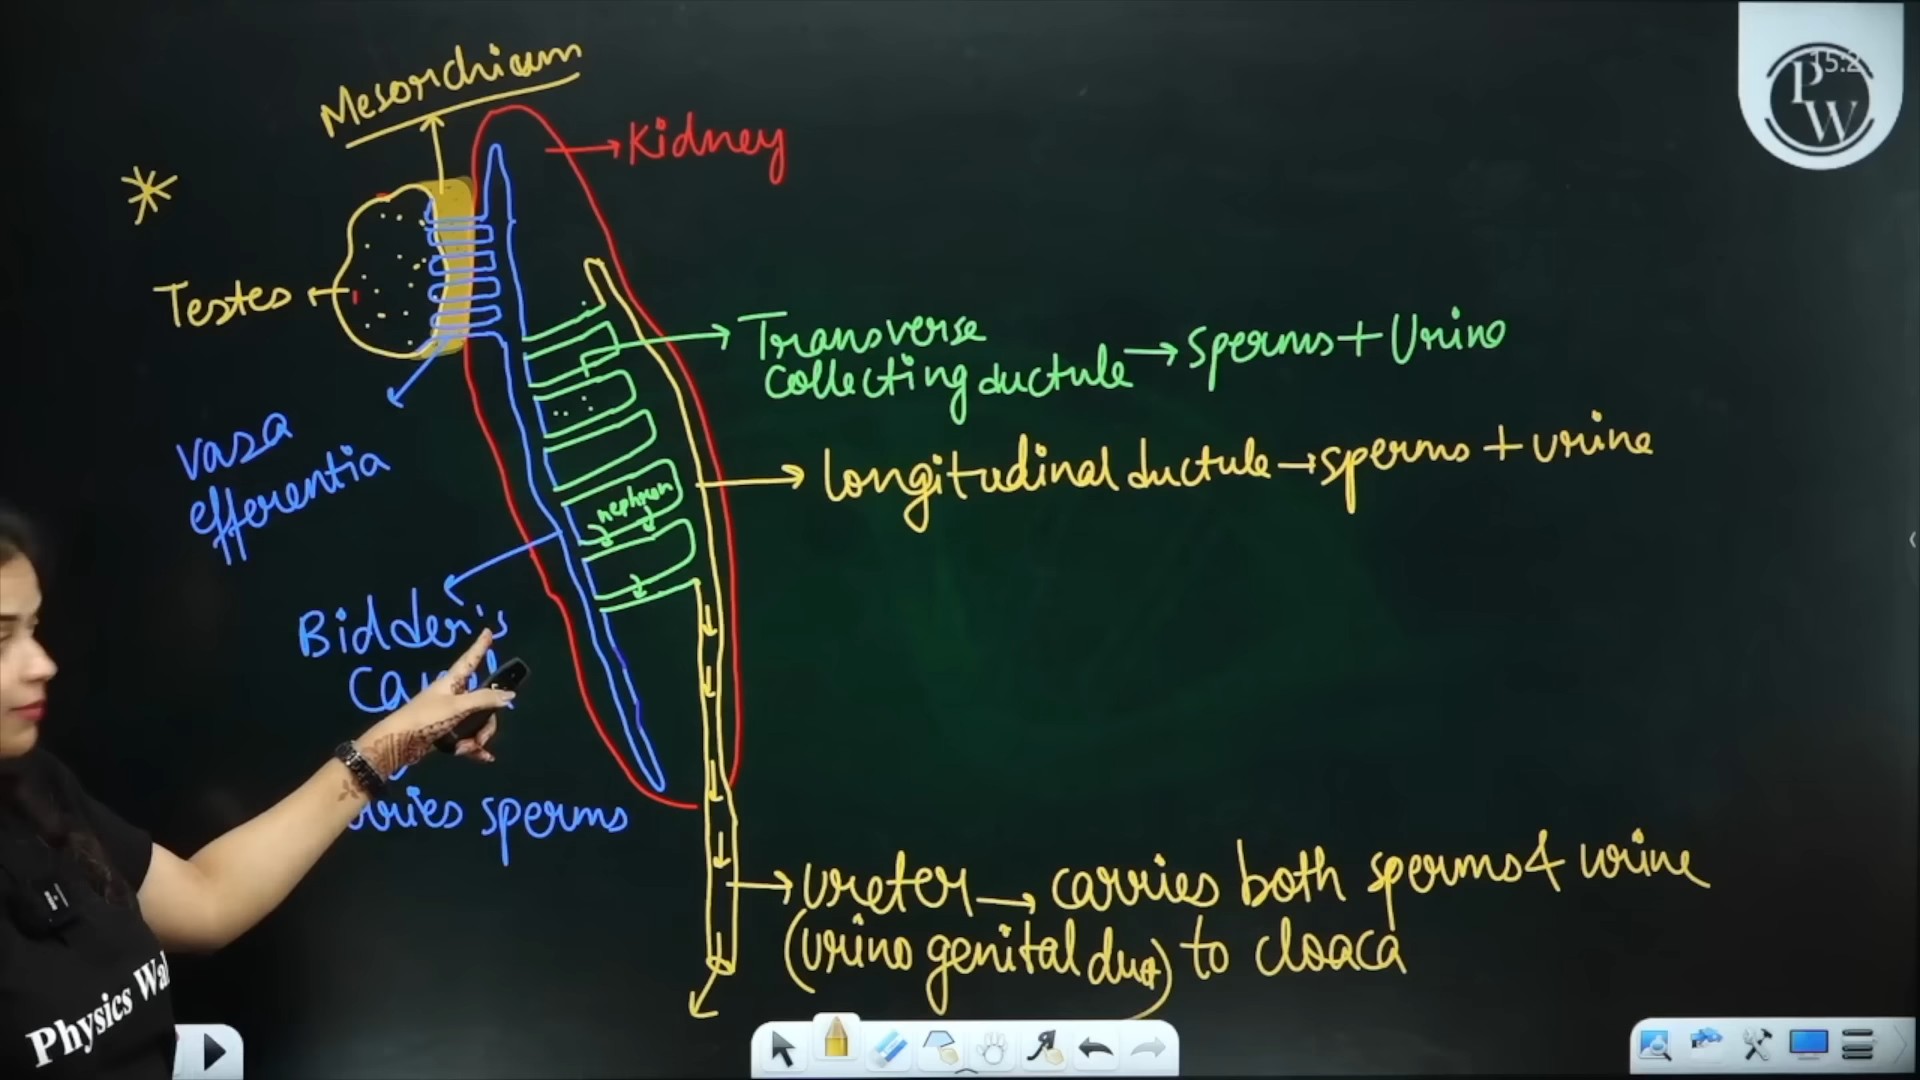 Mesorchium
Kidney
Testes
Transverse
collecting ductule → sperms + Urine
longitudinal ductule → sperms + urine
vasa
efferentia
nephron
Bidder's
sperms
ureter → carries both sperms & urine
(urino genital duct) to cloaca
PW
Physics